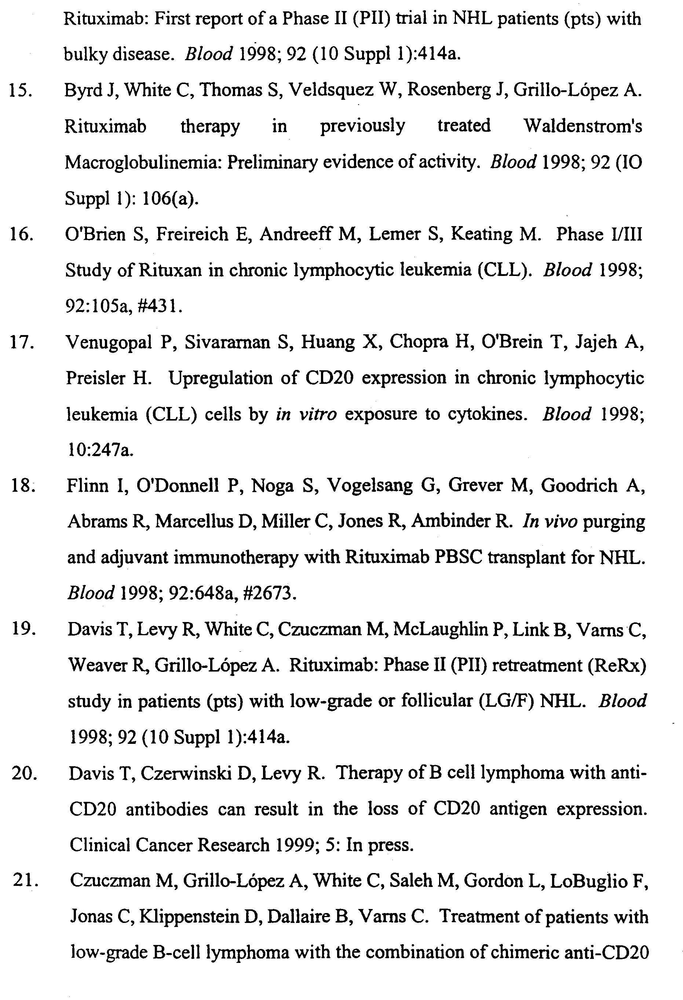 Rituximab: First report of a Phase II (PII) trial in NHL patients (pts) with
bulky disease. Blood 1998; 92 (10 Suppl 1):414a.
15. Byrd J, White C, Thomas S, Veldsquez W, Rosenberg J, Grillo-López A.
Rituximab therapy in previously treated Waldenstrom's
Macroglobulinemia: Preliminary evidence of activity. Blood 1998; 92 (IO
Suppl 1): 106(a).
16. O'Brien S, Freireich E, Andreeff M, Lemer S, Keating M. Phase I/III
Study of Rituxan in chronic lymphocytic leukemia (CLL). Blood 1998;
92:105a, #431.
17. Venugopal P, Sivaraman S, Huang X, Chopra H, O'Brein T, Jajeh A,
Preisler H. Upregulation of CD20 expression in chronic lymphocytic
leukemia (CLL) cells by in vitro exposure to cytokines. Blood 1998;
10:247a.
18. Flinn I, O'Donnell P, Noga S, Vogelsang G, Grever M, Goodrich A,
Abrams R, Marcellus D, Miller C, Jones R, Ambinder R. In vivo purging
and adjuvant immunotherapy with Rituximab PBSC transplant for NHL.
Blood 1998; 92:648a, #2673.
19. Davis T, Levy R, White C, Czuczman M, McLaughlin P, Link B, Varns C,
Weaver R, Grillo-López A. Rituximab: Phase II (PII) retreatment (ReRx)
study in patients (pts) with low-grade or follicular (LG/F) NHL. Blood
1998; 92 (10 Suppl 1):414a.
20. Davis T, Czerwinski D, Levy R. Therapy of B cell lymphoma with anti-
CD20 antibodies can result in the loss of CD20 antigen expression.
Clinical Cancer Research 1999; 5: In press.
21. Czuczman M, Grillo-López A, White C, Saleh M, Gordon L, LoBuglio F,
Jonas C, Klippenstein D, Dallaire B, Varns C. Treatment of patients with
low-grade B-cell lymphoma with the combination of chimeric anti-CD20